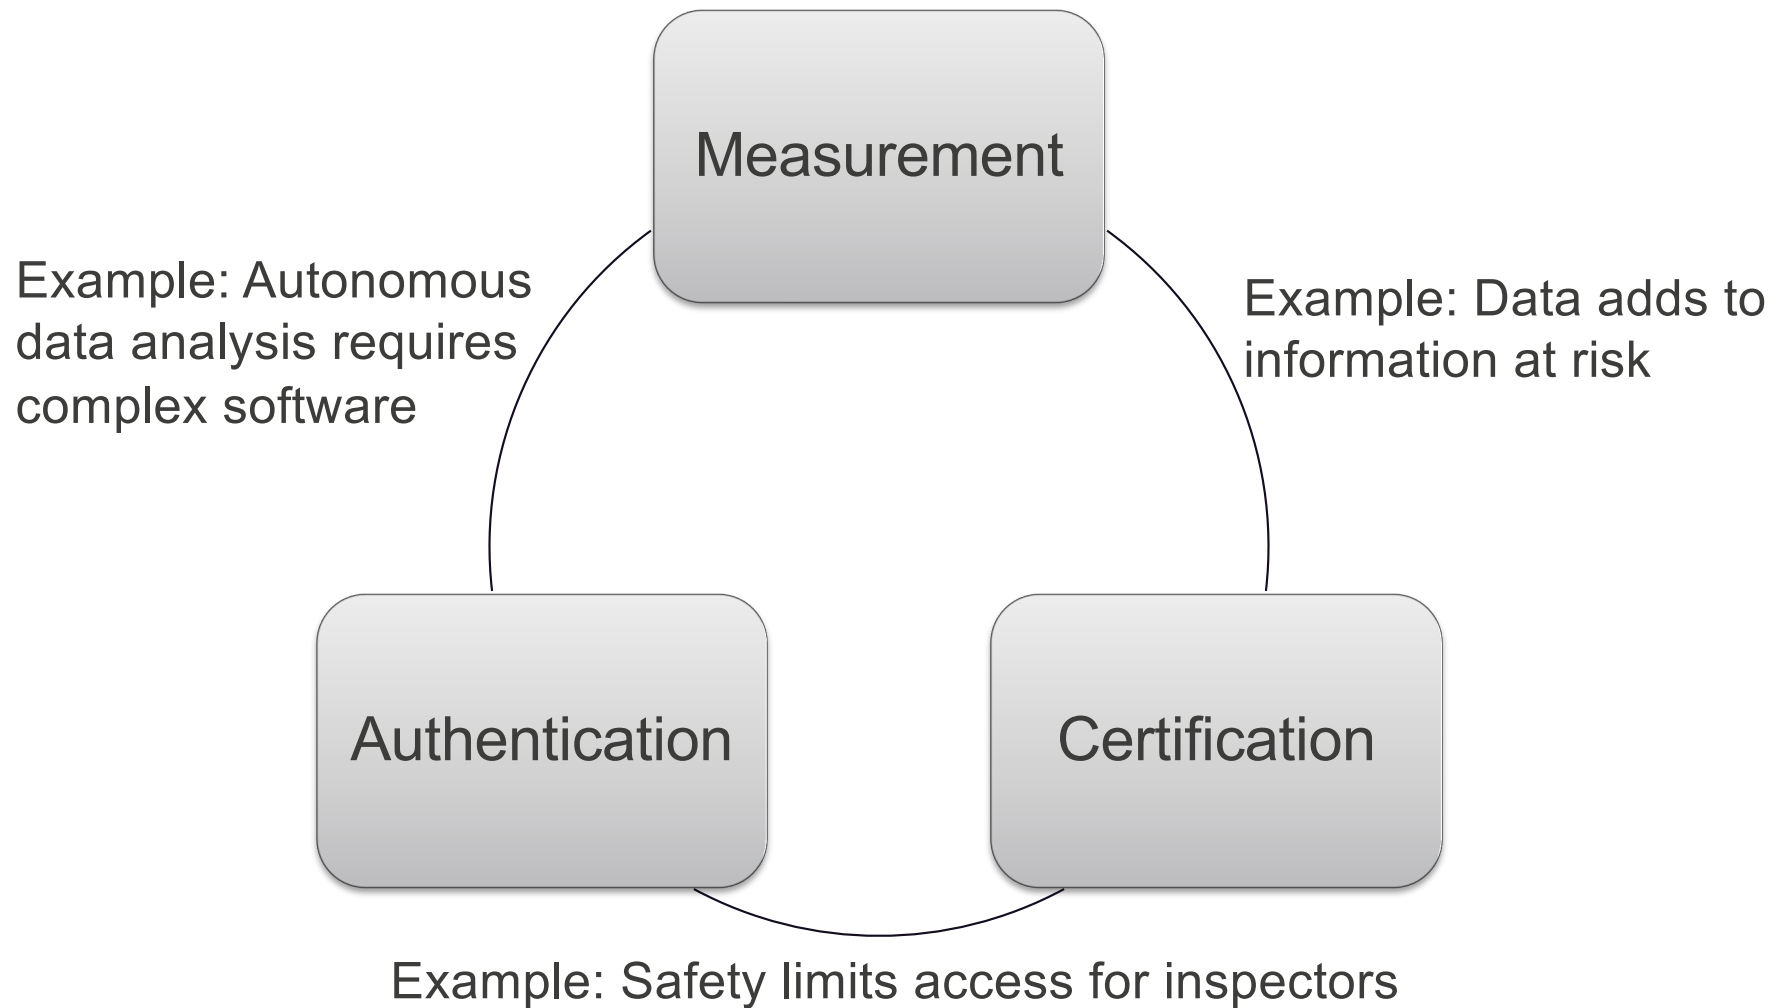 Measurement
Example: Autonomous
data analysis requires
complex software
Example: Data adds to
information at risk
Authentication
Certification
Example: Safety limits access for inspectors